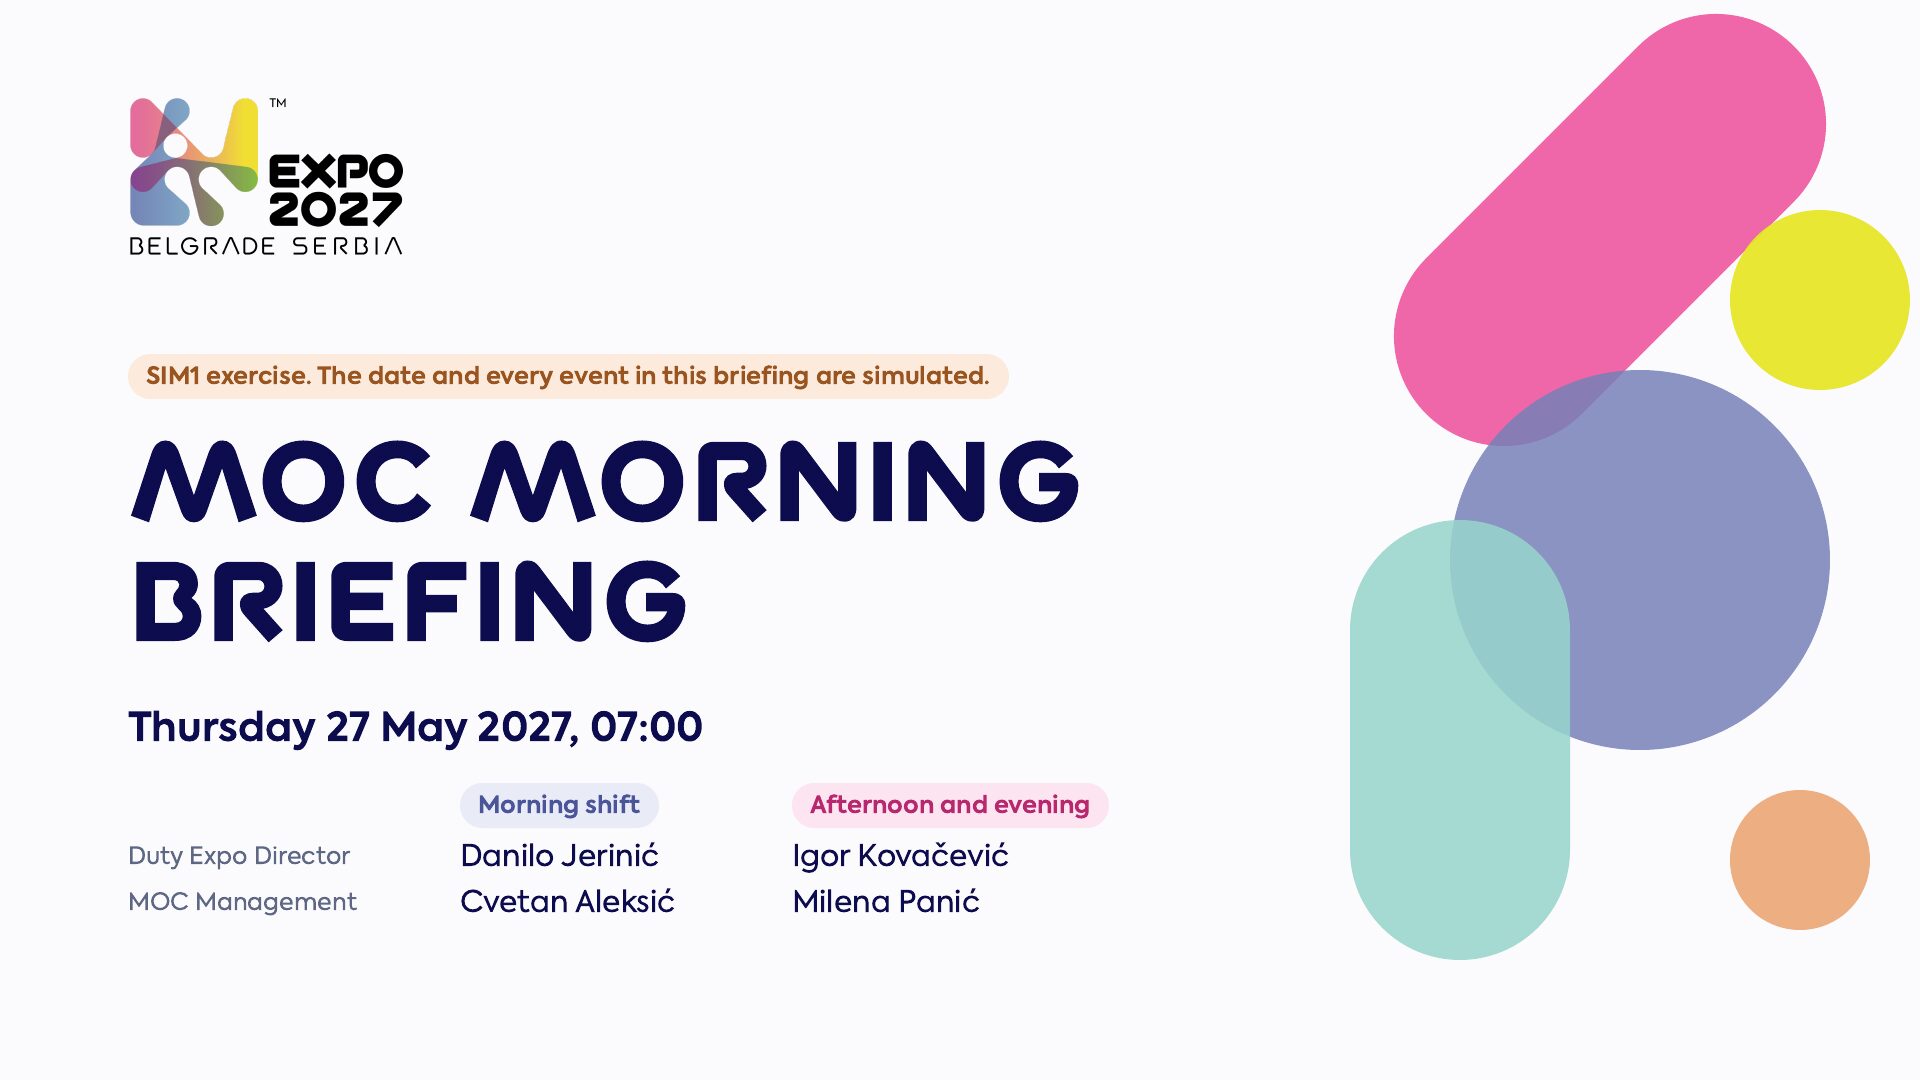 TM
EXPO
2027
BELGRADE SERBIA
SIM1 exercise. The date and every event in this briefing are simulated.
MOC MORNING
BRIEFING
Thursday 27 May 2027, 07:00
Morning shift Afternoon and evening
Duty Expo Director Danilo Jerinić Igor Kovačević
MOC Management Cvetan Aleksić Milena Panić